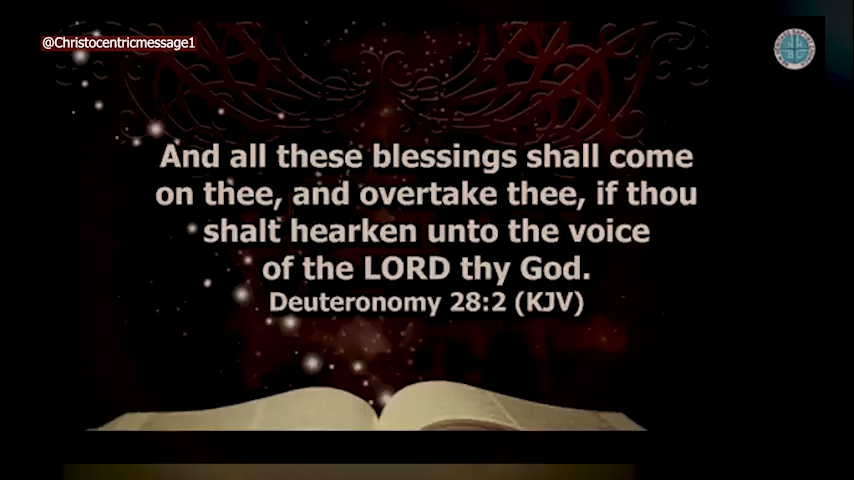 @Christocentricmessage1
And all these blessings shall come
on thee, and overtake thee, if thou
shalt hearken unto the voice
of the LORD thy God.
Deuteronomy 28:2 (KJV)